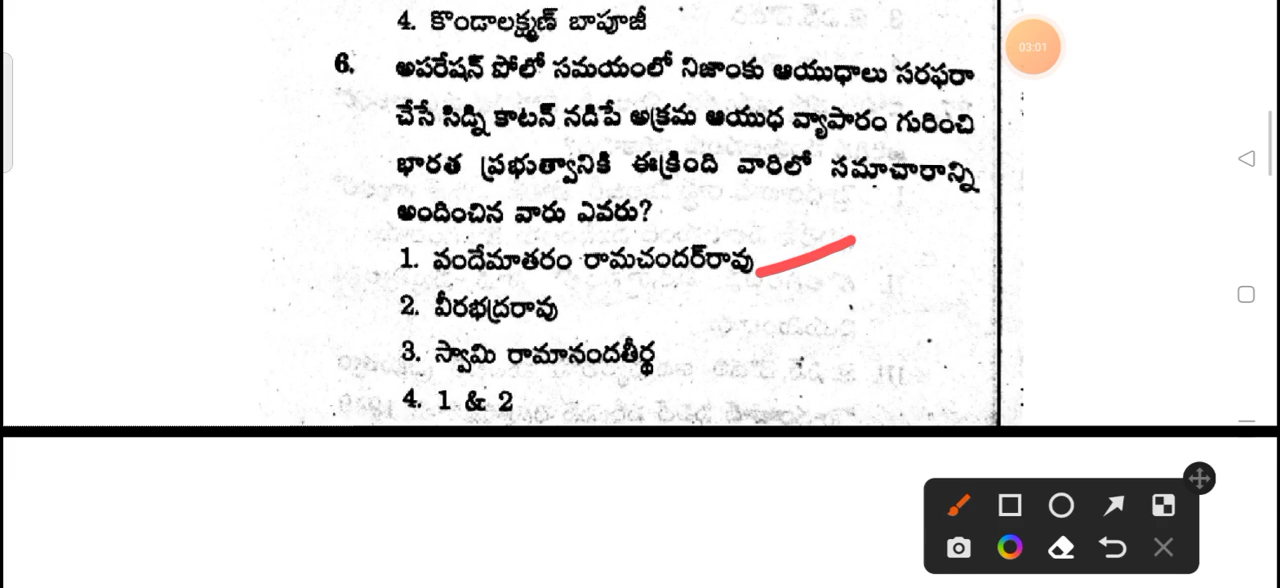 4. కొండాలక్ష్మణ్ బాపూజీ
03:01
6. అపరేషన్ పోలో సమయంలో నిజాంకు ఆయుధాలు సరఫరా
చేసే సిడ్ని కాటన్ నడిపే అక్రమ ఆయుధ వ్యాపారం గురించి
భారత ప్రభుత్వానికి ఈక్రింది వారిలో సమాచారాన్ని
అందించిన వారు ఎవరు?
1. వందేమాతరం రామచందర్‌రావు
2. వీరభద్రరావు
3. స్వామి రామానందతీర్థ
4. 1 & 2